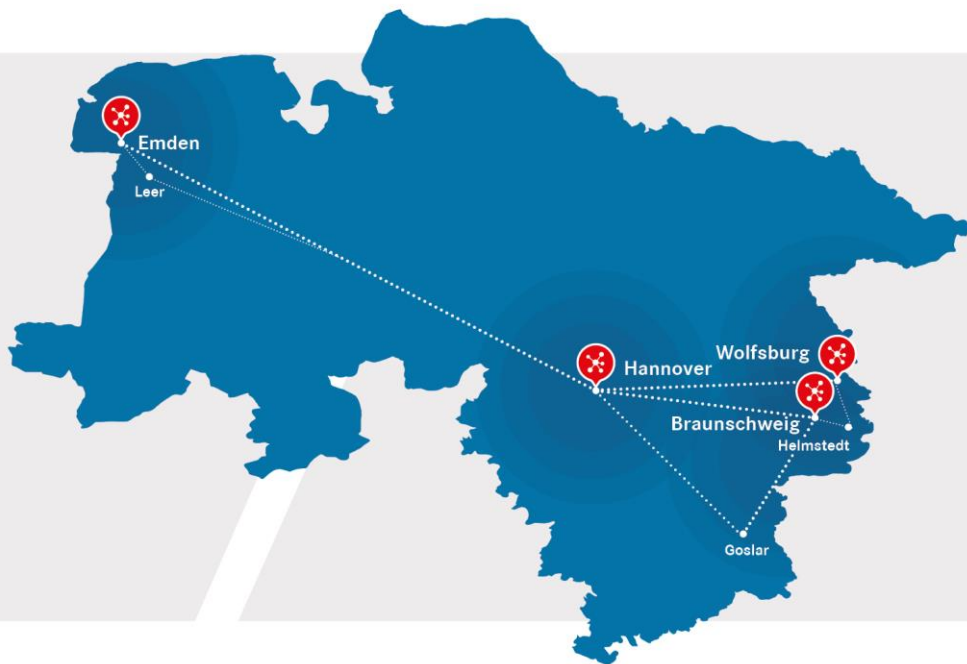 Emden
Leer
Wolfsburg
Hannover
Braunschweig
Helmstedt
Goslar